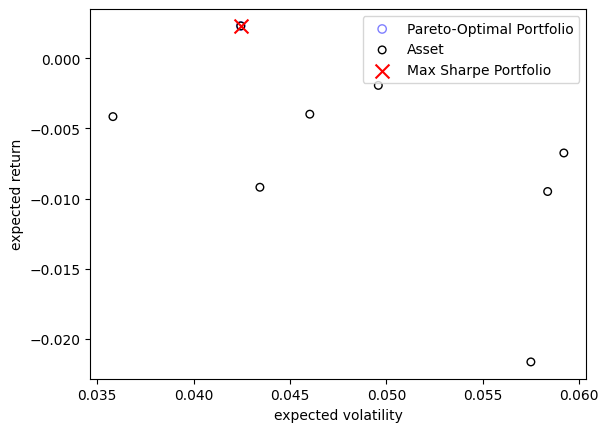 Pareto-Optimal Portfolio
Asset
Max Sharpe Portfolio
0.000
−0.005
−0.010
−0.015
−0.020
expected return
0.035
0.040
0.045
0.050
0.055
0.060
expected volatility